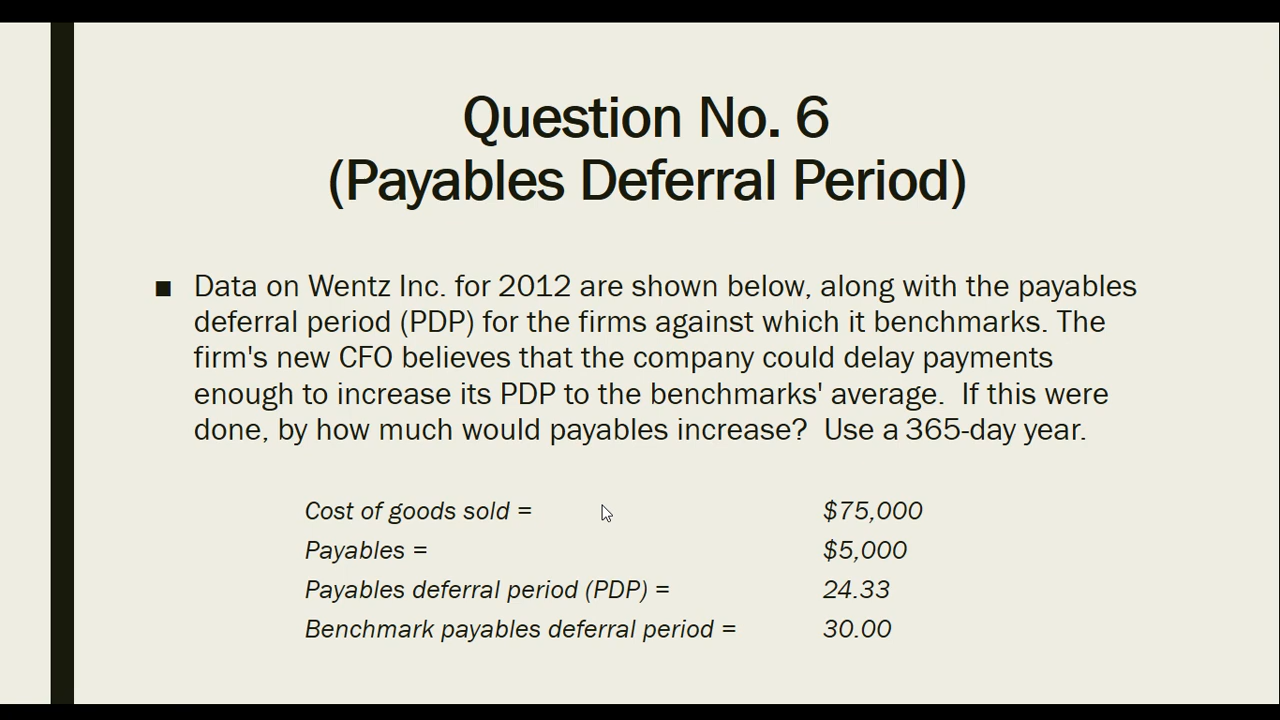 Question No. 6
(Payables Deferral Period)
■ Data on Wentz Inc. for 2012 are shown below, along with the payables
deferral period (PDP) for the firms against which it benchmarks. The
firm's new CFO believes that the company could delay payments
enough to increase its PDP to the benchmarks' average.  If this were
done, by how much would payables increase?  Use a 365-day year.
Cost of goods sold = $75,000
Payables = $5,000
Payables deferral period (PDP) = 24.33
Benchmark payables deferral period = 30.00